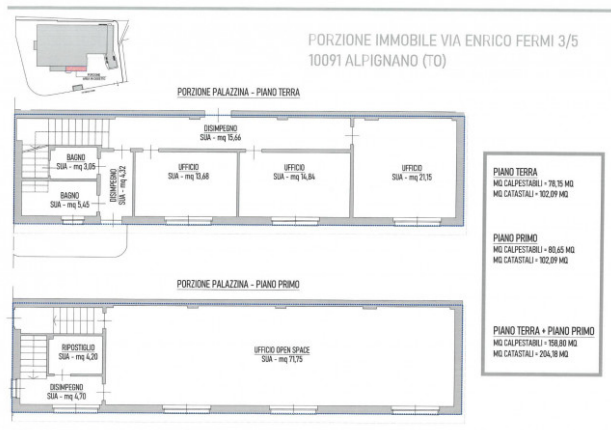 PORZIONE IMMOBILE VIA ENRICO FERMI 3/5
10091 ALPIGNANO (TO)
PORZIONE PALAZZINA - PIANO TERRA
DISIMPEGNO
SUA - mq 15,66
BAGNO
SUA - mq 3,05
DISIMPEGNO
SUA - mq 4,32
UFFICIO
SUA - mq 13,68
UFFICIO
SUA - mq 14,84
UFFICIO
SUA - mq 21,15
BAGNO
SUA - mq 5,45
PIANO TERRA
MQ CALPESTABILI = 78,15 MQ
MQ CATASTALI = 102,09 MQ
PIANO PRIMO
MQ CALPESTABILI = 80,65 MQ
MQ CATASTALI = 102,09 MQ
PIANO TERRA + PIANO PRIMO
MQ CALPESTABILI = 158,80 MQ
MQ CATASTALI = 204,18 MQ
PORZIONE PALAZZINA - PIANO PRIMO
RIPOSTIGLIO
SUA - mq 4,20
UFFICIO OPEN SPACE
SUA - mq 71,75
DISIMPEGNO
SUA - mq 4,70